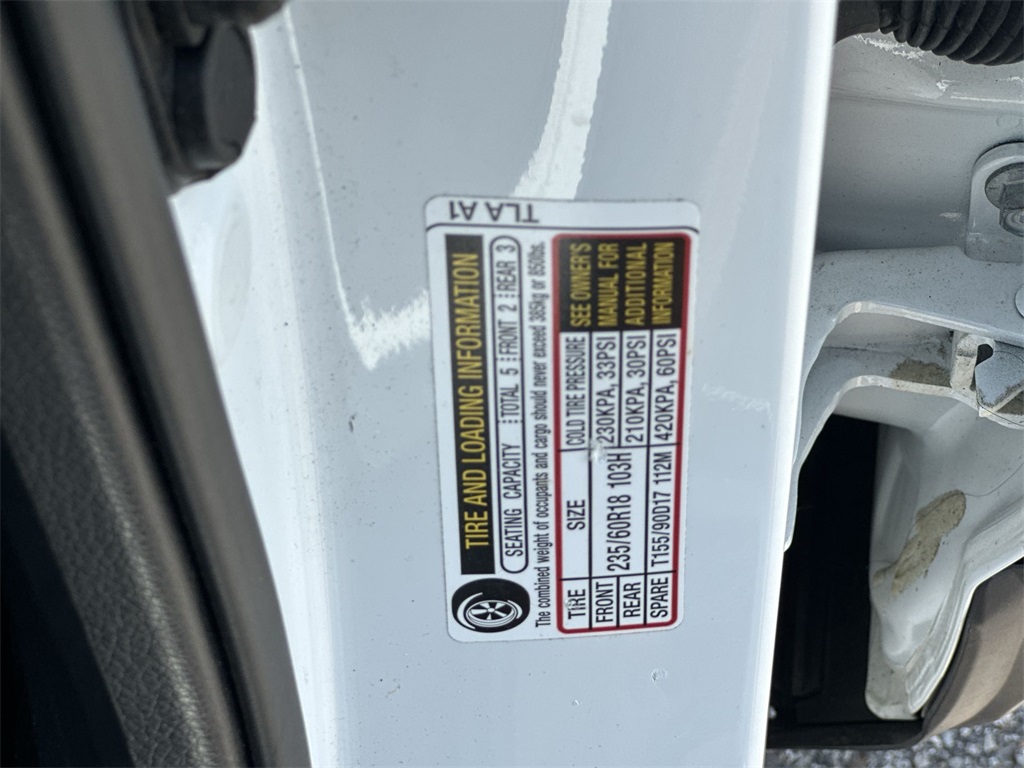 TLA A1
TIRE AND LOADING INFORMATION
SEATING CAPACITY TOTAL 5 FRONT 2 REAR 3
The combined weight of occupants and cargo should never exceed 385kg or 850lbs.
TIRE SIZE COLD TIRE PRESSURE
FRONT 235/60R18 103H 230KPA, 33PSI
REAR 210KPA, 30PSI
SPARE T155/90D17 112M 420KPA, 60PSI
SEE OWNER'S
MANUAL FOR
ADDITIONAL
INFORMATION